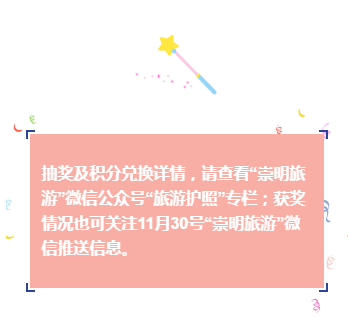 抽奖及积分兑换详情，请查看“崇明旅
游”微信公众号“旅游护照”专栏；获奖
情况也可关注11月30号“崇明旅游”微
信推送信息。